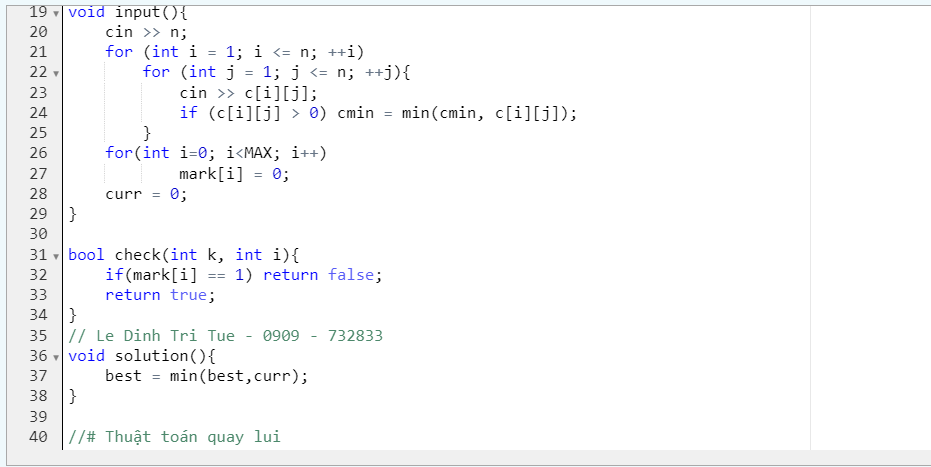 19 void input(){
20     cin >> n;
21     for (int i = 1; i <= n; ++i)
22         for (int j = 1; j <= n; ++j){
23             cin >> c[i][j];
24             if (c[i][j] > 0) cmin = min(cmin, c[i][j]);
25         }
26     for(int i=0; i<MAX; i++)
27             mark[i] = 0;
28     curr = 0;
29 }
30
31 bool check(int k, int i){
32     if(mark[i] == 1) return false;
33     return true;
34 }
35 // Le Dinh Tri Tue - 0909 - 732833
36 void solution(){
37     best = min(best,curr);
38 }
39
40 //# Thuật toán quay lui